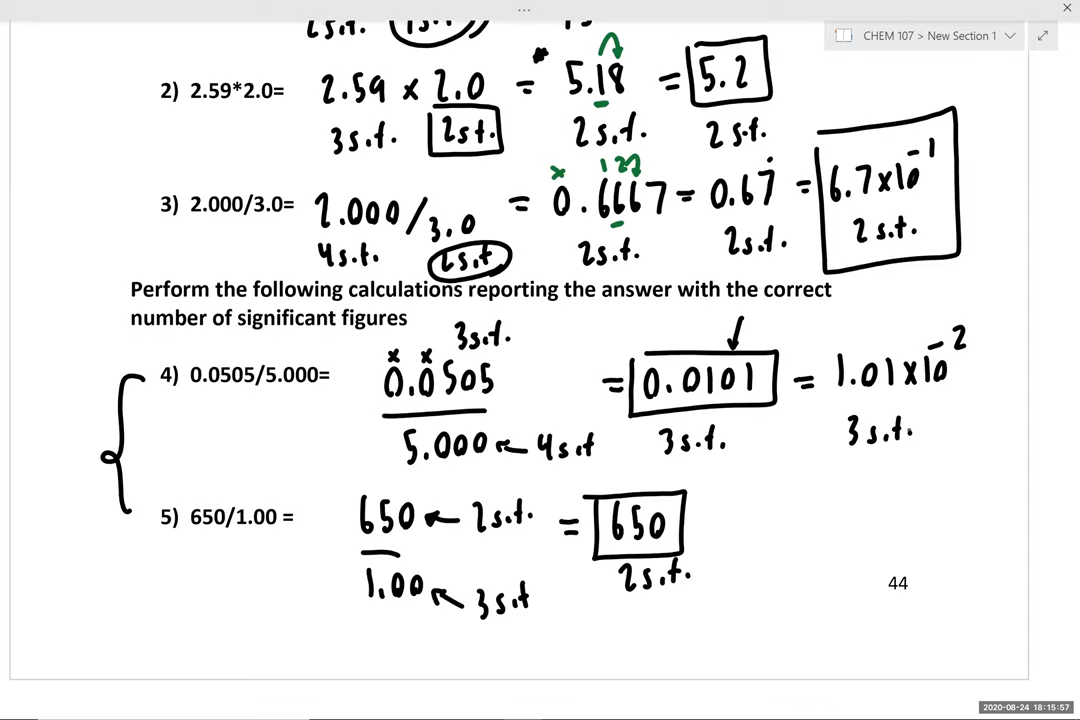 CHEM 107 > New Section 1
2s.f. 1s.f.
2) 2.59*2.0= 2.59 × 2.0 = 5.18 = 5.2
3s.f. 2s.f. 2s.f. 2s.f.
× 1 2
3) 2.000/3.0= 2.000/3.0 = 0.6667 = 0.67 = 6.7×10⁻¹
4s.f. 2s.f 2s.f. 2s.f. 2s.f.
Perform the following calculations reporting the answer with the correct
number of significant figures
3s.f.
× ×
4) 0.0505/5.000= 0.0505 = 0.0101 = 1.01×10⁻²
5.000 ← 4s.f 3s.f. 3s.f.
5) 650/1.00 = 650 ← 2s.f. = 650
1.00 ← 3s.f 2s.f.
44
2020-08-24 18:15:57